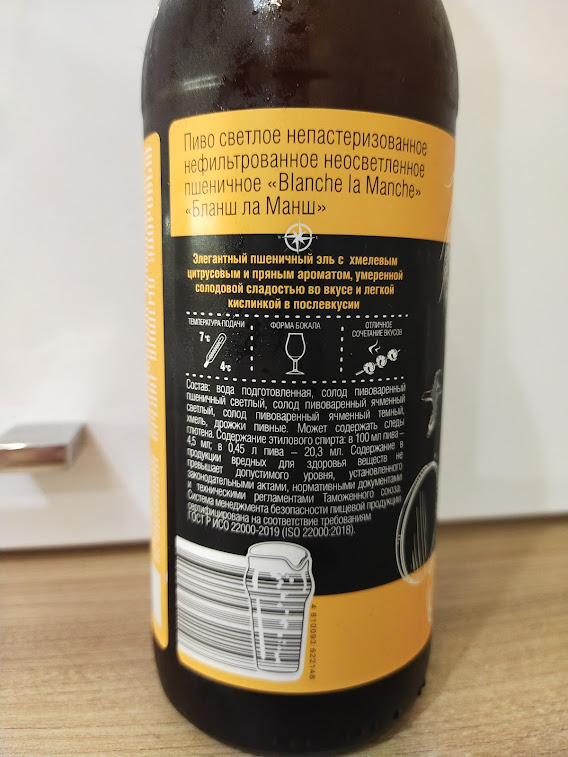 Пиво светлое непастеризованное
нефильтрованное неосветленное
пшеничное «Blanche la Manche»
«Бланш ла Манш»
Элегантный пшеничный эль с хмелевым
цитрусовым и пряным ароматом, умеренной
солодовой сладостью во вкусе и легкой
кислинкой в послевкусии
ТЕМПЕРАТУРА ПОДАЧИ
ФОРМА БОКАЛА
ОТЛИЧНОЕ
СОЧЕТАНИЕ ВКУСОВ
7°C
4°C
Состав: вода подготовленная, солод пивоваренный
пшеничный светлый, солод пивоваренный ячменный
светлый, солод пивоваренный ячменный темный,
хмель, дрожжи пивные. Может содержать следы
глютена. Содержание этилового спирта: в 100 мл пива –
4,5 мл; в 0,45 л пива – 20,3 мл. Содержание в
продукции вредных для здоровья веществ не
превышает допустимого уровня, установленного
законодательными актами, нормативными документами
и техническими регламентами Таможенного союза.
Система менеджмента безопасности пищевой продукции
сертифицирована на соответствие требованиям
ГОСТ Р ИСО 22000-2019 (ISO 22000:2018).
4 810093 622148